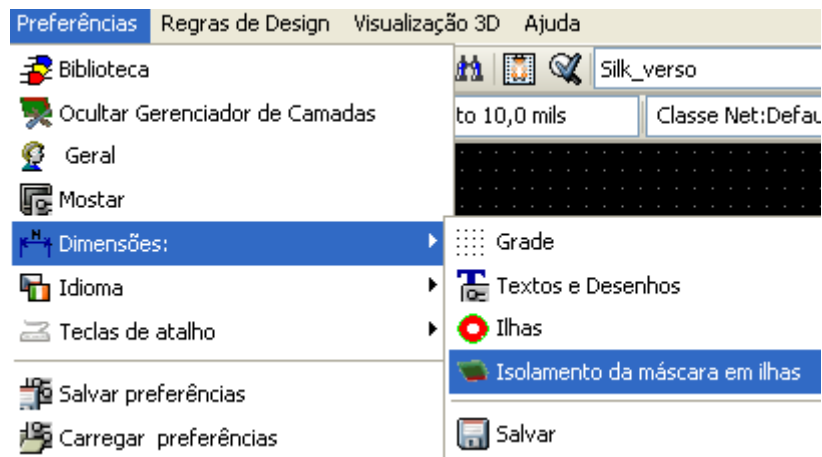 Preferências Regras de Design Visualização 3D Ajuda
Biblioteca
Silk_verso
Ocultar Gerenciador de Camadas
to 10,0 mils
Classe Net:Defau
Geral
Mostar
Dimensões:
Grade
Idioma
Textos e Desenhos
Teclas de atalho
Ilhas
Isolamento da máscara em ilhas
Salvar preferências
Salvar
Carregar preferências